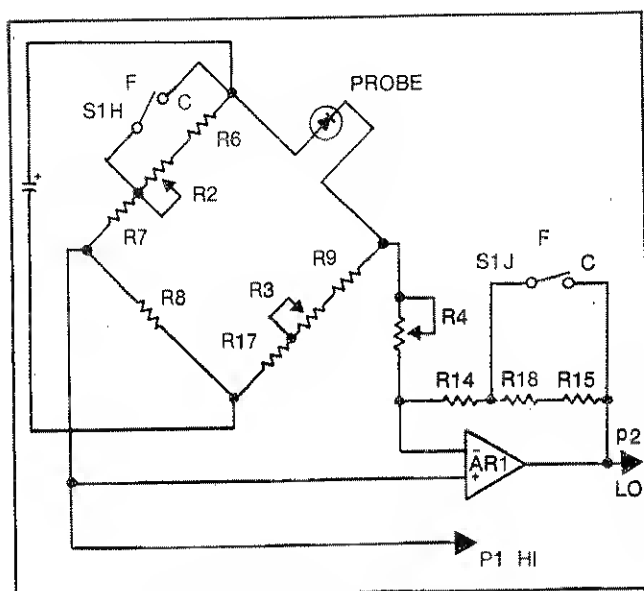 F
C
S1H
PROBE
R6
R2
R7
R8
R3
R9
R17
F
S1J
C
R4
R14
R18
R15
+
-
AR1
+
p2
LO
P1 HI